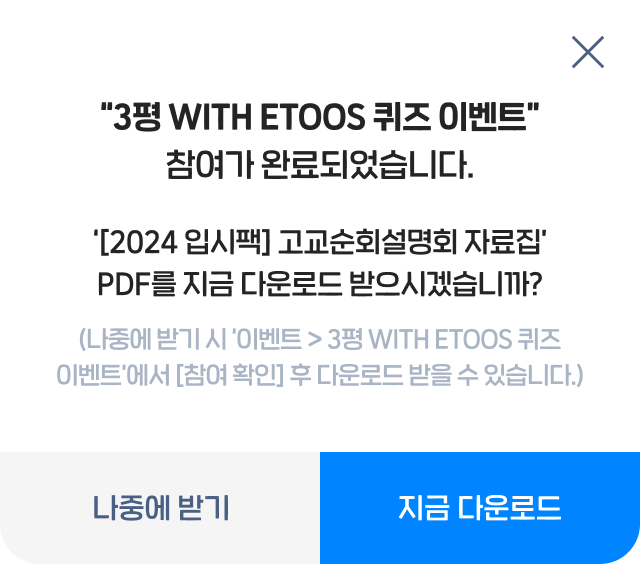 "3평 WITH ETOOS 퀴즈 이벤트"
참여가 완료되었습니다.
'[2024 입시팩] 고교순회설명회 자료집'
PDF를 지금 다운로드 받으시겠습니까?
(나중에 받기 시 '이벤트 > 3평 WITH ETOOS 퀴즈
이벤트'에서 [참여 확인] 후 다운로드 받을 수 있습니다.)
나중에 받기
지금 다운로드